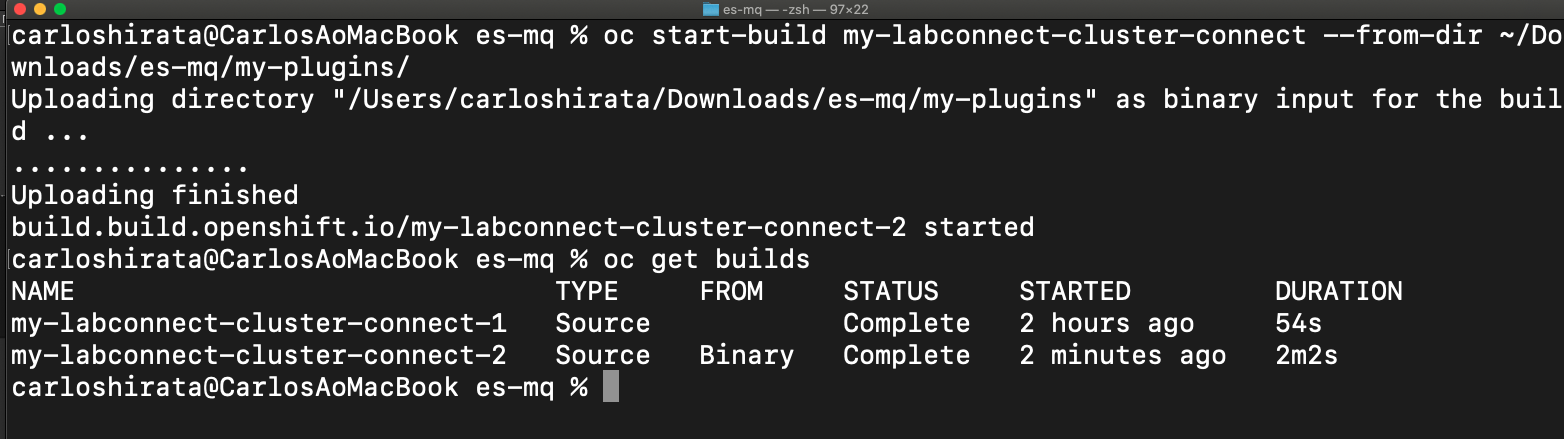 es-mq — -zsh — 97×22
carloshirata@CarlosAoMacBook es-mq % oc start-build my-labconnect-cluster-connect --from-dir ~/Do
wnloads/es-mq/my-plugins/
Uploading directory "/Users/carloshirata/Downloads/es-mq/my-plugins" as binary input for the buil
d ...
...............
Uploading finished
build.build.openshift.io/my-labconnect-cluster-connect-2 started
carloshirata@CarlosAoMacBook es-mq % oc get builds
NAME TYPE FROM STATUS STARTED DURATION
my-labconnect-cluster-connect-1 Source Complete 2 hours ago 54s
my-labconnect-cluster-connect-2 Source Binary Complete 2 minutes ago 2m2s
carloshirata@CarlosAoMacBook es-mq %